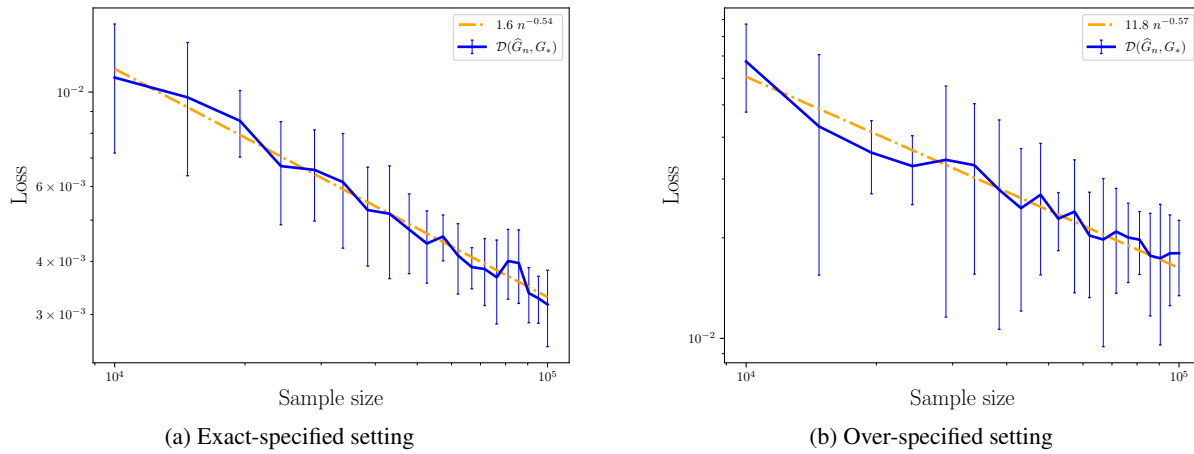 1.6 n^{-0.54}
𝒟(Ĝ_n, G_*)
10^{-2}
6 × 10^{-3}
4 × 10^{-3}
3 × 10^{-3}
Loss
10^4
10^5
Sample size
(a) Exact-specified setting
11.8 n^{-0.57}
𝒟(Ĝ_n, G_*)
10^{-2}
Loss
10^4
10^5
Sample size
(b) Over-specified setting